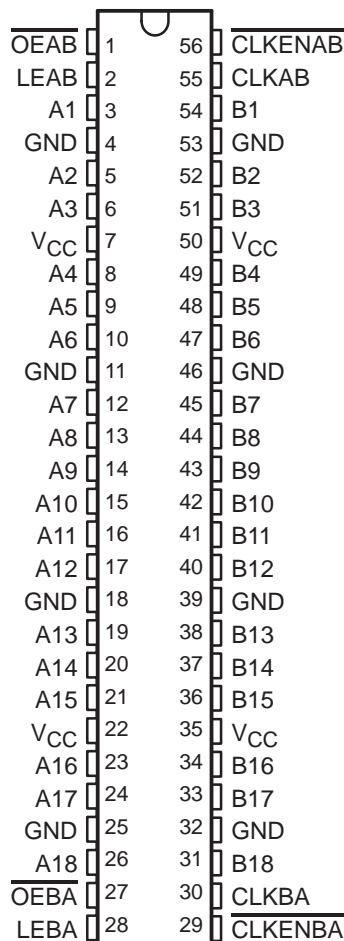 O̅E̅A̅B̅ 1 56 C̅L̅K̅E̅N̅A̅B̅
LEAB 2 55 CLKAB
A1 3 54 B1
GND 4 53 GND
A2 5 52 B2
A3 6 51 B3
VCC 7 50 VCC
A4 8 49 B4
A5 9 48 B5
A6 10 47 B6
GND 11 46 GND
A7 12 45 B7
A8 13 44 B8
A9 14 43 B9
A10 15 42 B10
A11 16 41 B11
A12 17 40 B12
GND 18 39 GND
A13 19 38 B13
A14 20 37 B14
A15 21 36 B15
VCC 22 35 VCC
A16 23 34 B16
A17 24 33 B17
GND 25 32 GND
A18 26 31 B18
O̅E̅B̅A̅ 27 30 CLKBA
LEBA 28 29 C̅L̅K̅E̅N̅B̅A̅